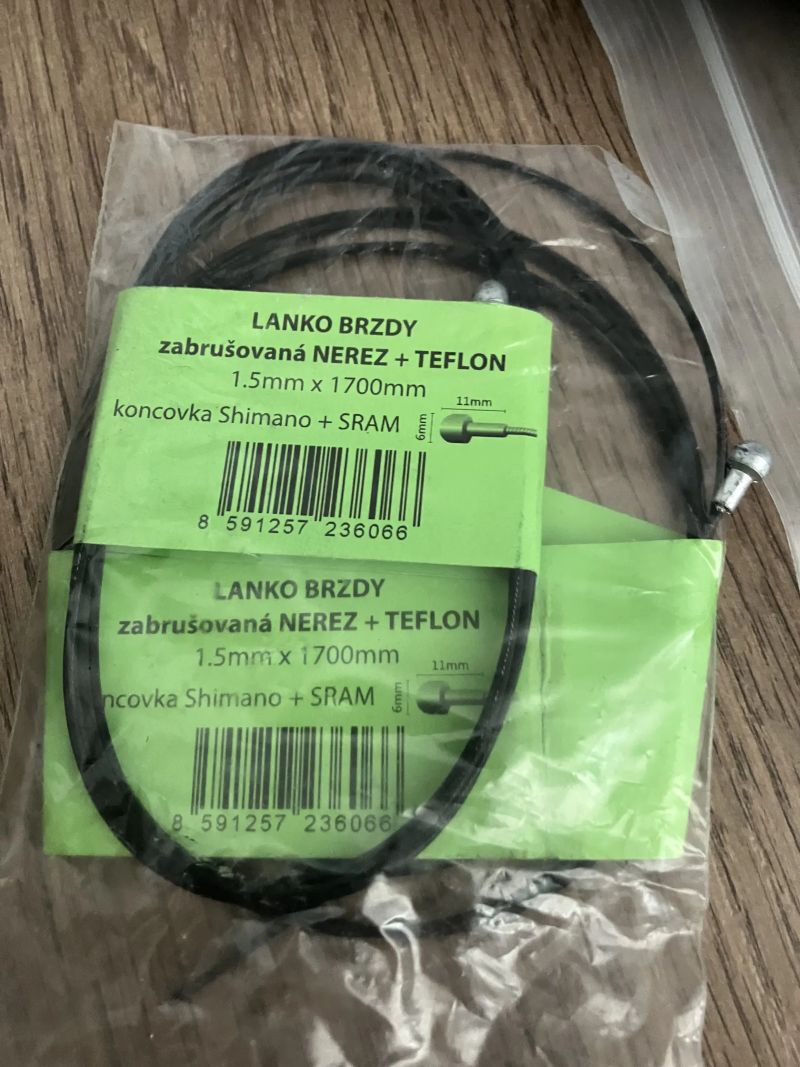 LANKO BRZDY
zabrušovaná NEREZ + TEFLON
1.5mm x 1700mm
koncovka Shimano + SRAM
11mm
6mm
8 591257 236066
LANKO BRZDY
zabrušovaná NEREZ + TEFLON
1.5mm x 1700mm
ncovka Shimano + SRAM
11mm
6mm
8 591257 236066